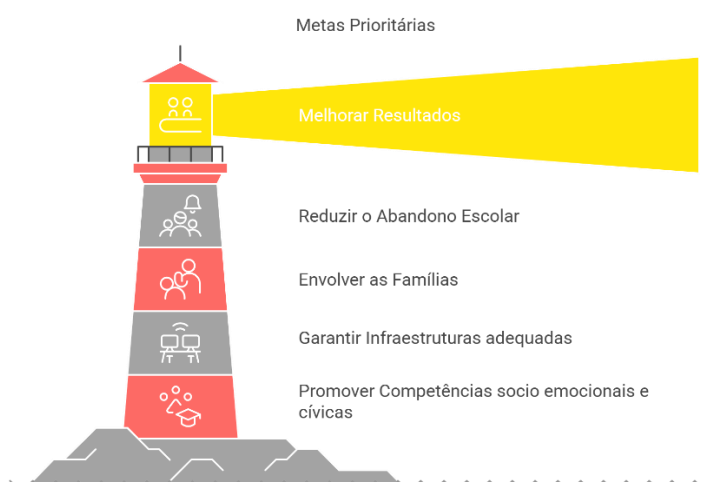 Metas Prioritárias
Melhorar Resultados
Reduzir o Abandono Escolar
Envolver as Famílias
Garantir Infraestruturas adequadas
Promover Competências socio emocionais e
cívicas